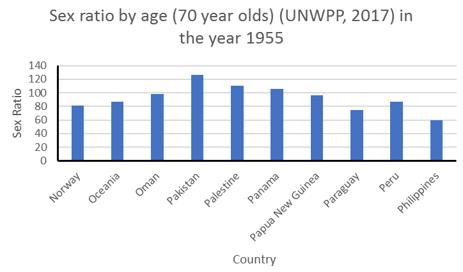 Sex ratio by age (70 year olds) (UNWPP, 2017) in
the year 1955
140
120
100
80
60
40
20
0
Sex Ratio
Norway
Oceania
Oman
Pakistan
Palestine
Panama
Papua New Guinea
Paraguay
Peru
Philippines
Country